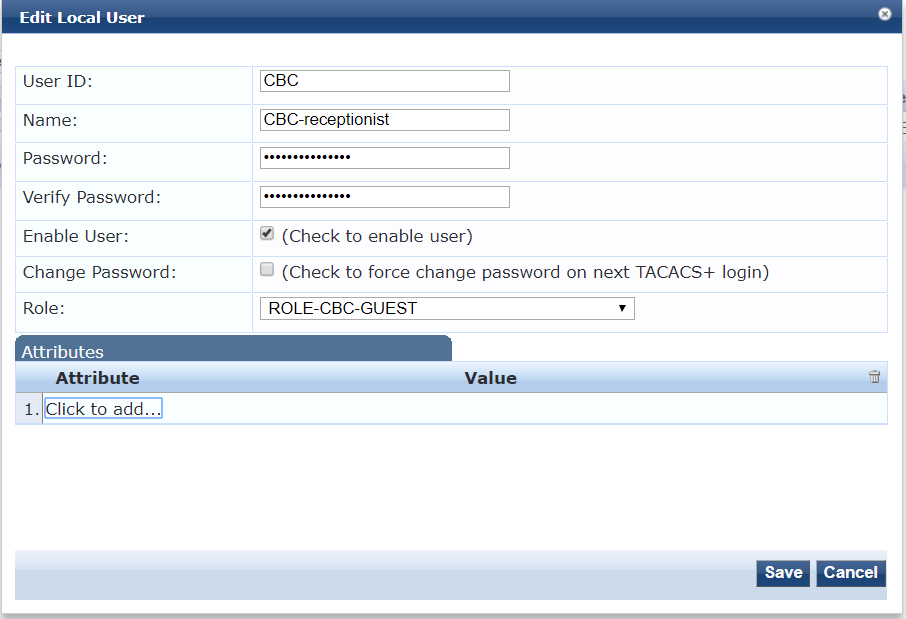 Edit Local User
User ID: CBC
Name: CBC-receptionist
Password: •••••••••••••••
Verify Password: •••••••••••••••
Enable User: (Check to enable user)
Change Password: (Check to force change password on next TACACS+ login)
Role: ROLE-CBC-GUEST
Attributes
Attribute Value
1. Click to add...
Save Cancel